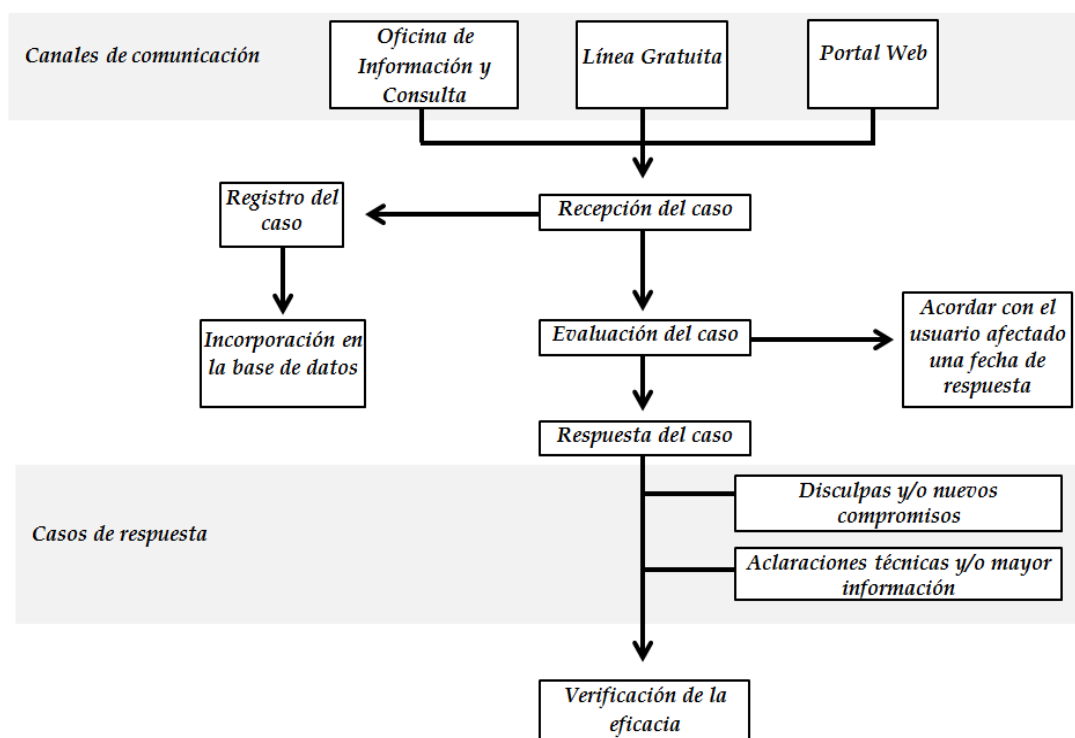 Canales de comunicación
Oficina de
Información y
Consulta
Línea Gratuita
Portal Web
Registro del
caso
Recepción del caso
Incorporación en
la base de datos
Evaluación del caso
Acordar con el
usuario afectado
una fecha de
respuesta
Respuesta del caso
Casos de respuesta
Disculpas y/o nuevos
compromisos
Aclaraciones técnicas y/o mayor
información
Verificación de la
eficacia